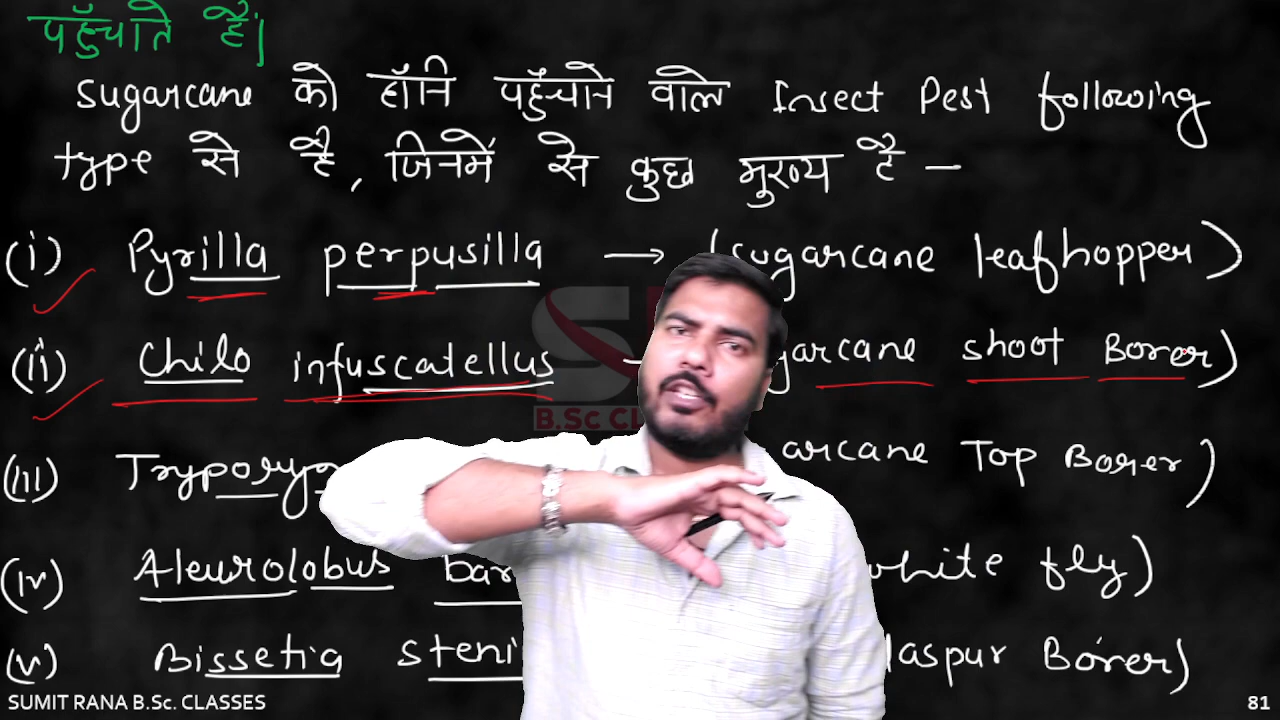 पहुँचाते हैं।
Sugarcane को हॉनि पहुँचाने वाले Insect Pest following
type से है, जिनमें से कुछ मुख्य है —
(i) Pyrilla perpusilla → (Sugarcane leafhopper)
(ii) Chilo infuscatellus garcane shoot Borer)
(iii) arcane Top Borer)
(iv) Aleurolobus white fly)
(v) Bissetia Borer)
B.Sc
SUMIT RANA B.Sc. CLASSES 81